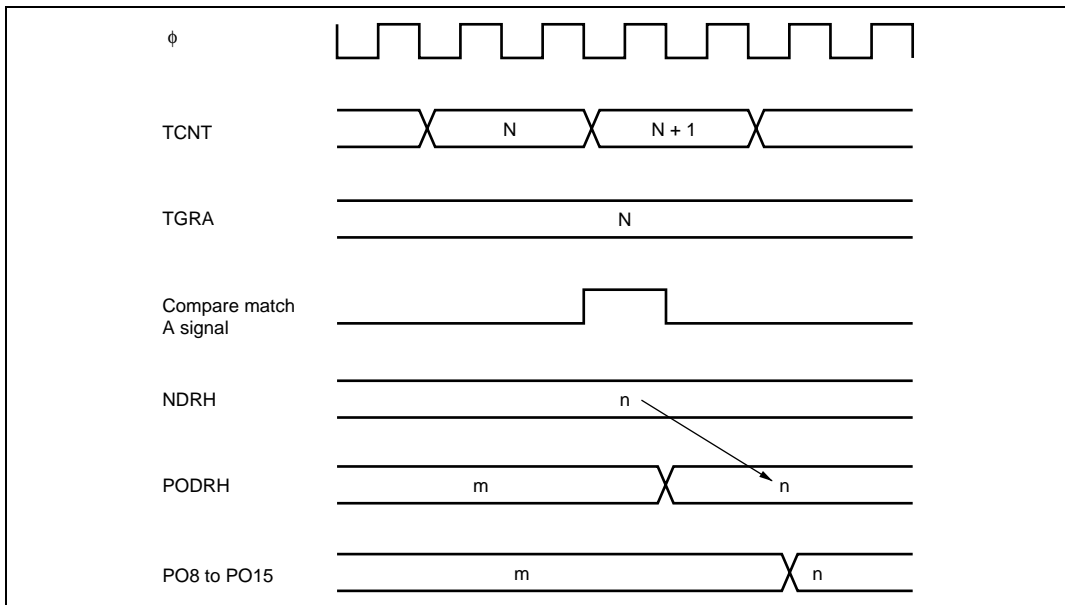 ϕ
TCNT N N + 1
TGRA N
Compare match
A signal
NDRH n
PODRH m n
PO8 to PO15 m n